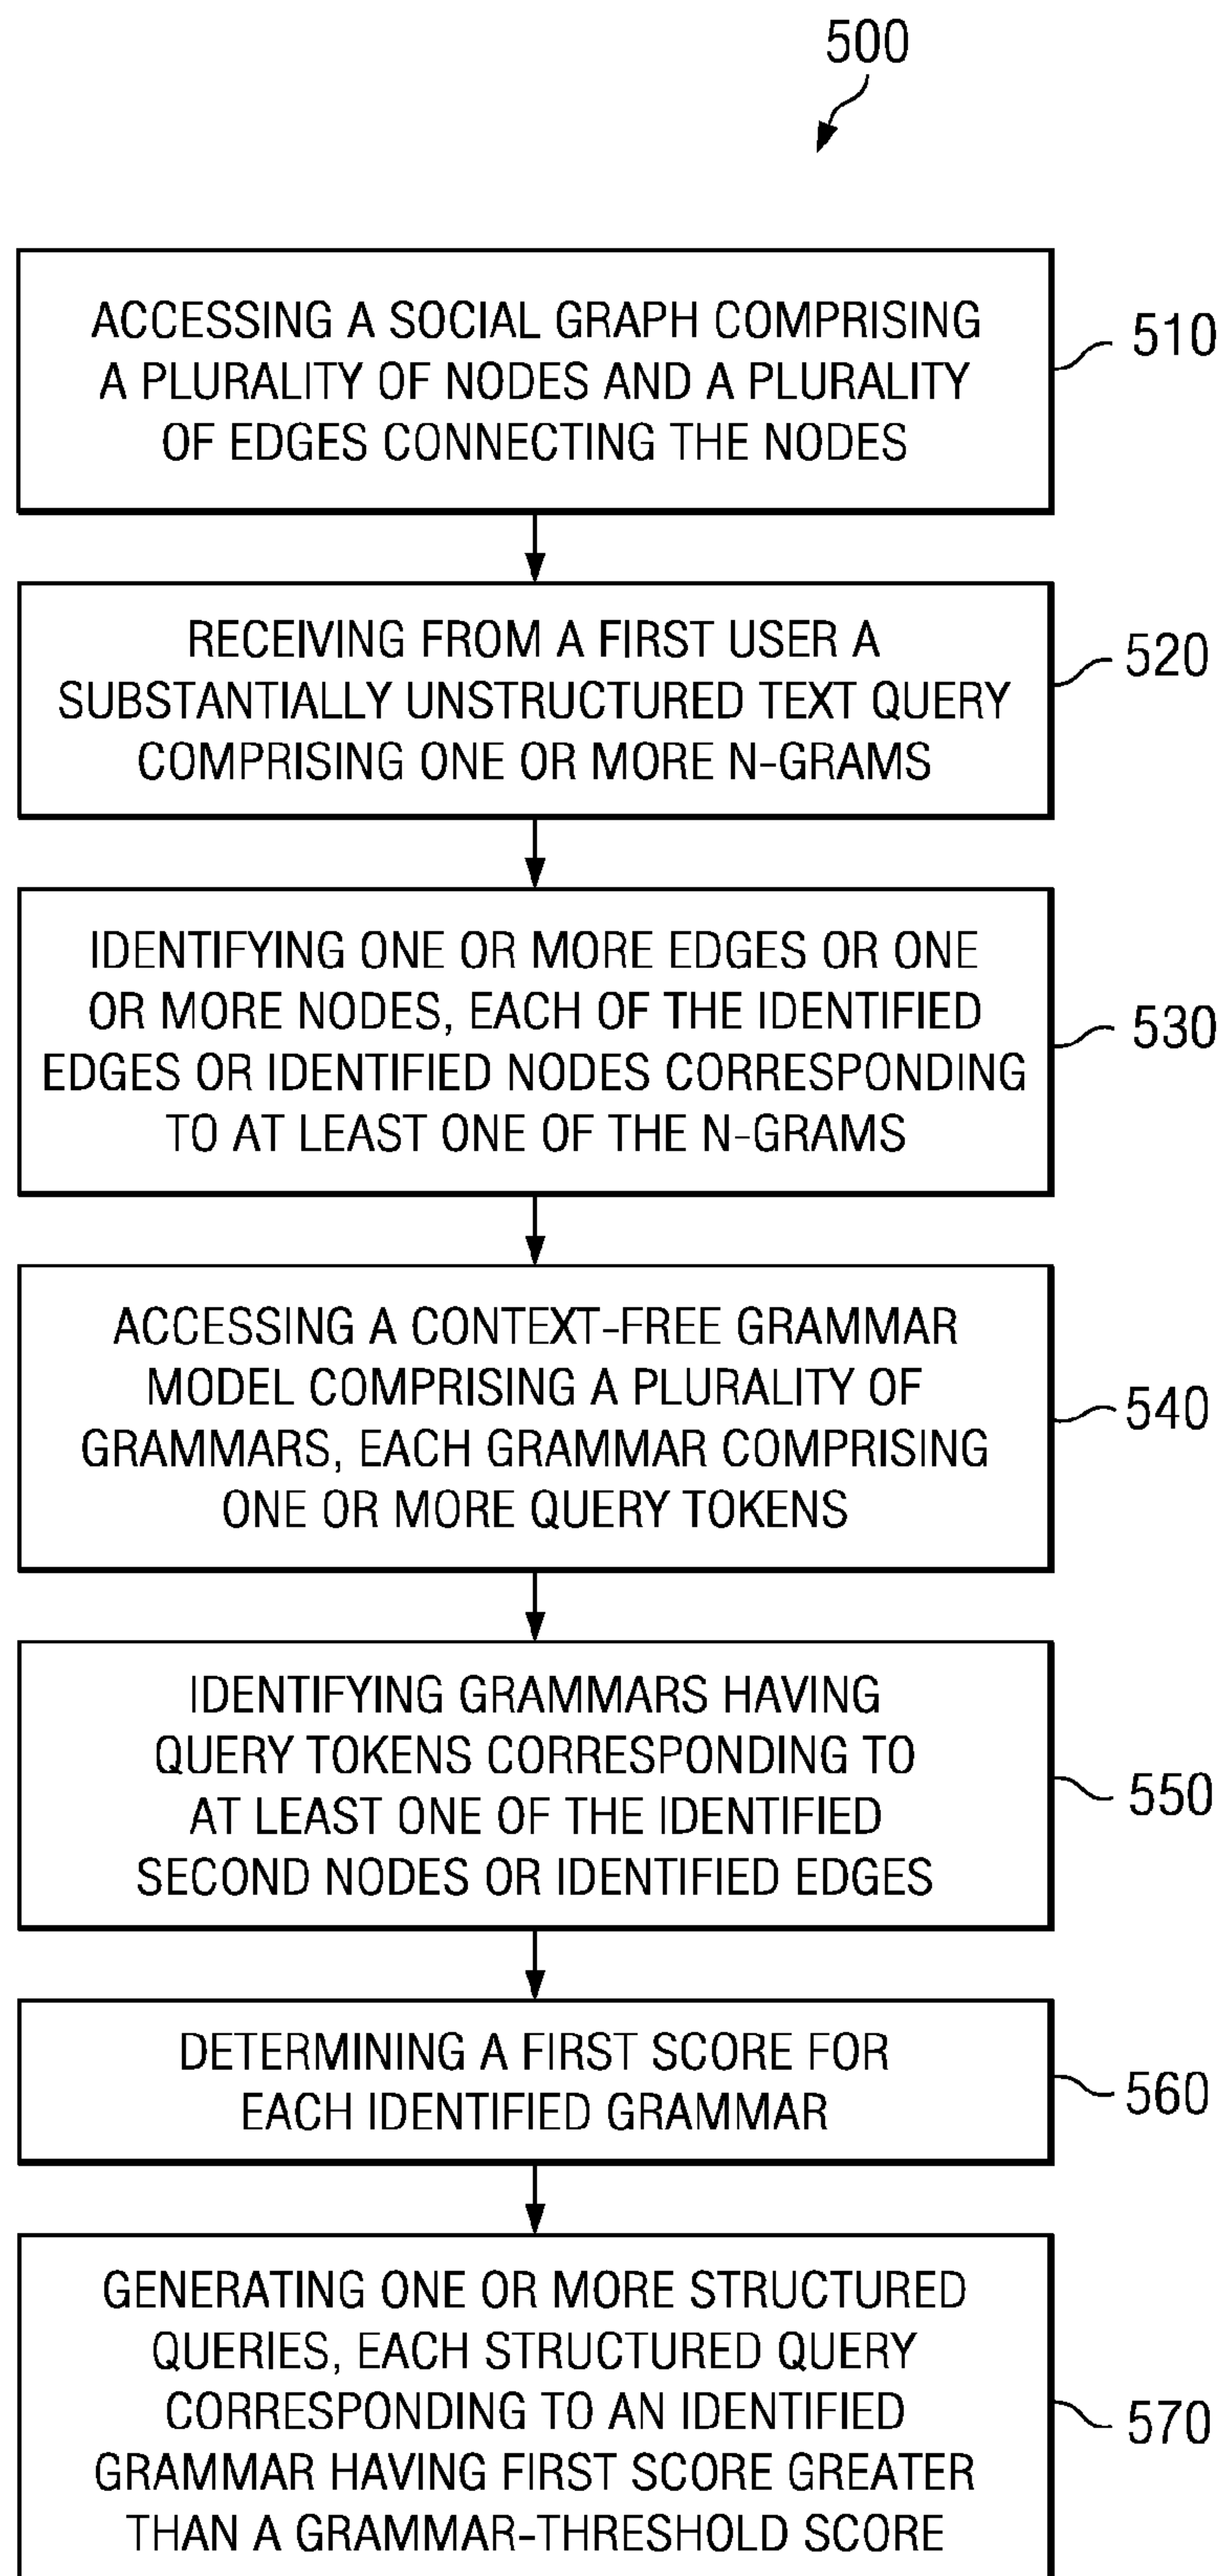 500
ACCESSING A SOCIAL GRAPH COMPRISING
A PLURALITY OF NODES AND A PLURALITY
OF EDGES CONNECTING THE NODES
510
RECEIVING FROM A FIRST USER A
SUBSTANTIALLY UNSTRUCTURED TEXT QUERY
COMPRISING ONE OR MORE N-GRAMS
520
IDENTIFYING ONE OR MORE EDGES OR ONE
OR MORE NODES, EACH OF THE IDENTIFIED
EDGES OR IDENTIFIED NODES CORRESPONDING
TO AT LEAST ONE OF THE N-GRAMS
530
ACCESSING A CONTEXT-FREE GRAMMAR
MODEL COMPRISING A PLURALITY OF
GRAMMARS, EACH GRAMMAR COMPRISING
ONE OR MORE QUERY TOKENS
540
IDENTIFYING GRAMMARS HAVING
QUERY TOKENS CORRESPONDING TO
AT LEAST ONE OF THE IDENTIFIED
SECOND NODES OR IDENTIFIED EDGES
550
DETERMINING A FIRST SCORE FOR
EACH IDENTIFIED GRAMMAR
560
GENERATING ONE OR MORE STRUCTURED
QUERIES, EACH STRUCTURED QUERY
CORRESPONDING TO AN IDENTIFIED
GRAMMAR HAVING FIRST SCORE GREATER
THAN A GRAMMAR-THRESHOLD SCORE
570